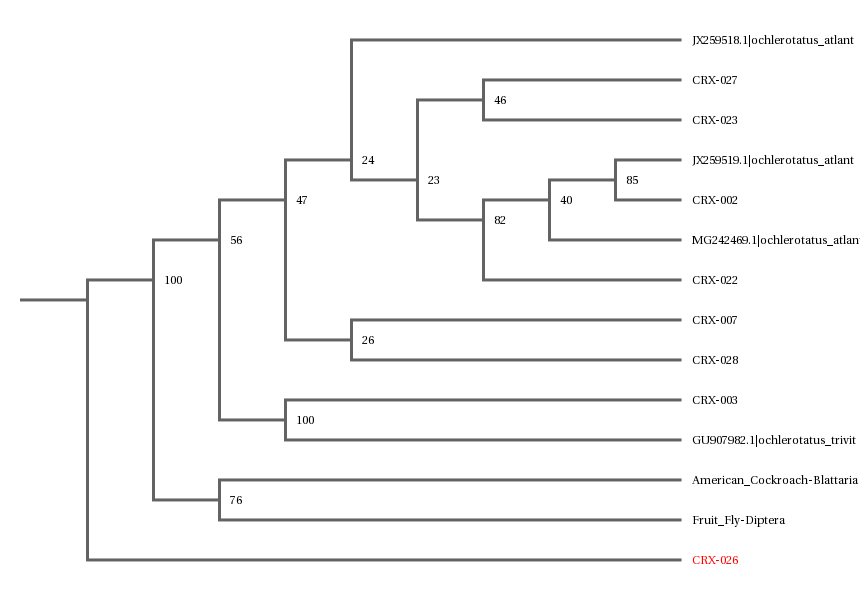 JX259518.1|ochlerotatus_atlant
CRX-027
46
CRX-023
24
JX259519.1|ochlerotatus_atlant
23
85
47
CRX-002
40
82
56
MG242469.1|ochlerotatus_atlan
100
CRX-022
CRX-007
26
CRX-028
CRX-003
100
GU907982.1|ochlerotatus_trivit
American_Cockroach-Blattaria
76
Fruit_Fly-Diptera
CRX-026